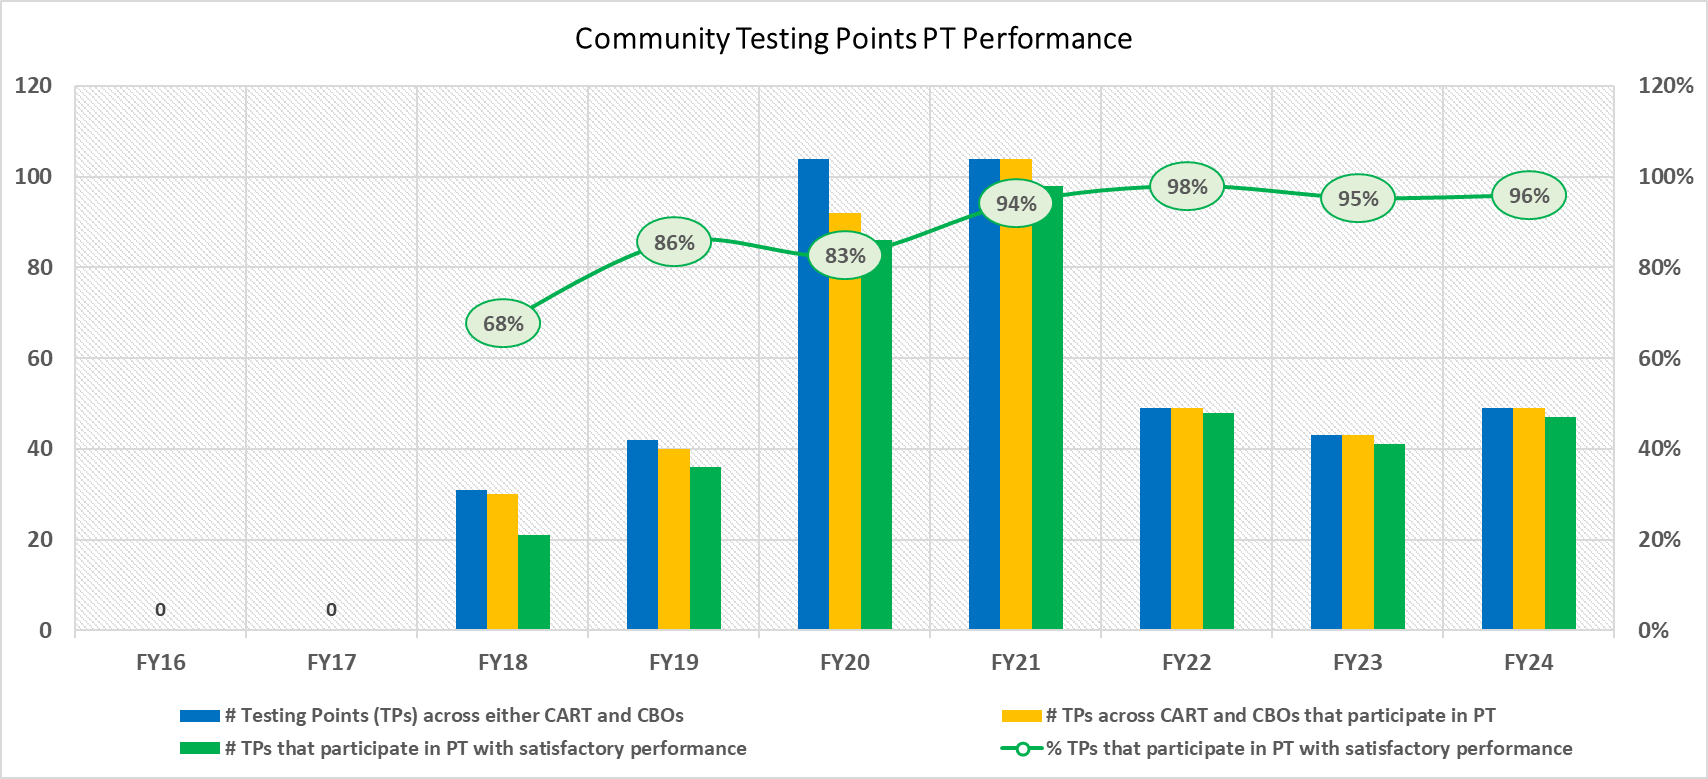 Community Testing Points PT Performance
120 120%
100 100%
80 80%
60 60%
40 40%
20 20%
0 0%
68% 86% 83% 94% 98% 95% 96%
0 0
FY16 FY17 FY18 FY19 FY20 FY21 FY22 FY23 FY24
# Testing Points (TPs) across either CART and CBOs
# TPs across CART and CBOs that participate in PT
# TPs that participate in PT with satisfactory performance
% TPs that participate in PT with satisfactory performance